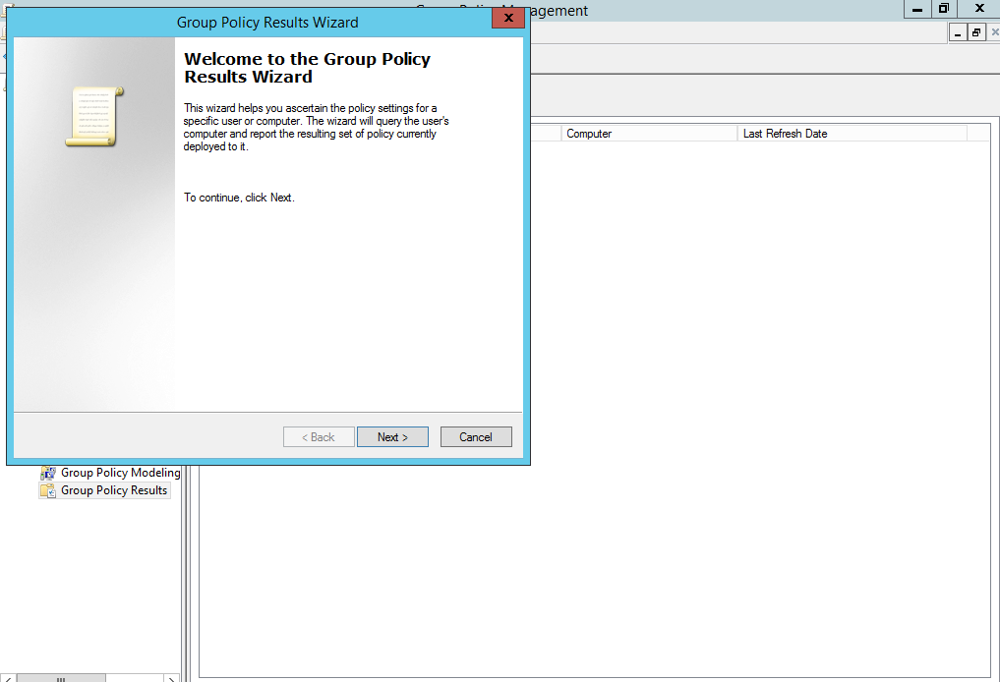 Group Policy Management
Group Policy Results Wizard
Welcome to the Group Policy
Results Wizard
This wizard helps you ascertain the policy settings for a
specific user or computer. The wizard will query the user's
computer and report the resulting set of policy currently
deployed to it.
To continue, click Next.
< Back
Next >
Cancel
Computer
Last Refresh Date
Group Policy Modeling
Group Policy Results